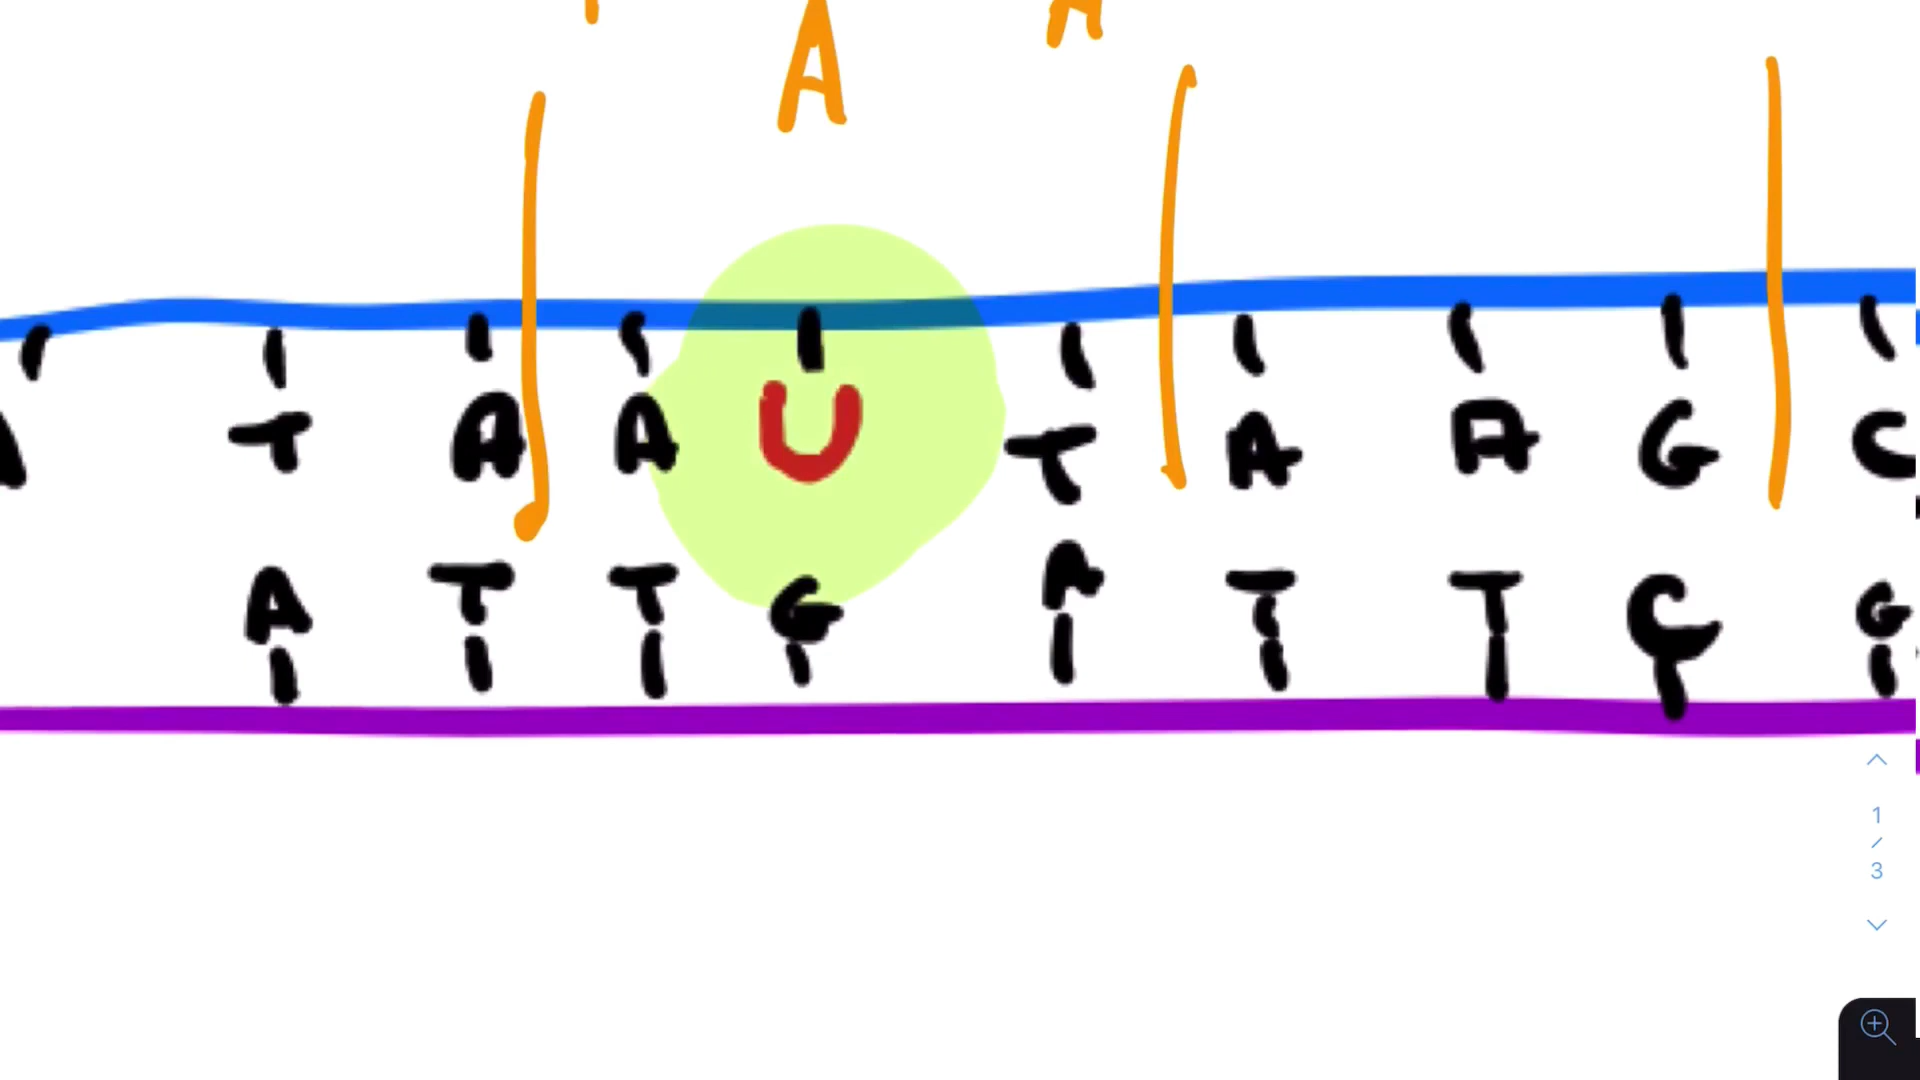 A A
T A A U T A A G C
A T T G A T T C G
1
/
3